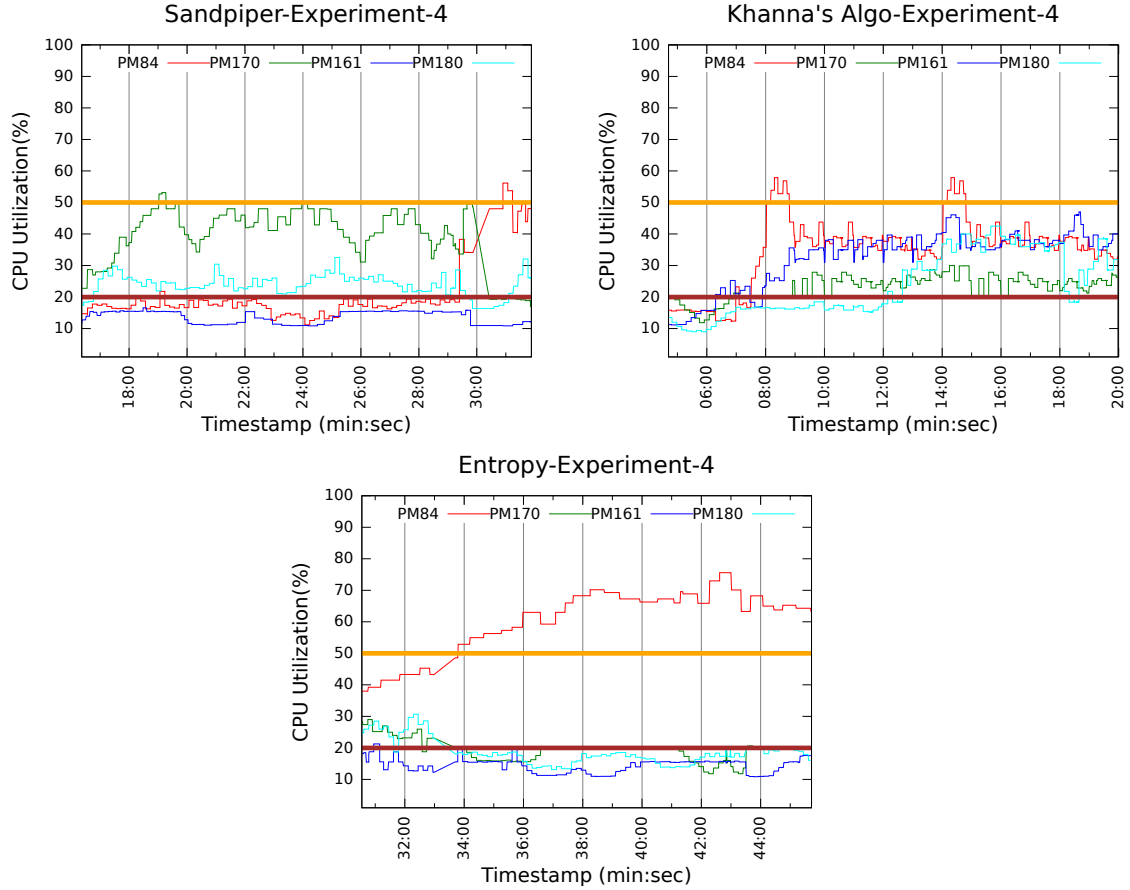 Sandpiper-Experiment-4
CPU Utilization(%)
100
90
80
70
60
50
40
30
20
10
PM84 PM170 PM161 PM180
18:00 20:00 22:00 24:00 26:00 28:00 30:00
Timestamp (min:sec)
Khanna's Algo-Experiment-4
CPU Utilization(%)
100
90
80
70
60
50
40
30
20
10
PM84 PM170 PM161 PM180
06:00 08:00 10:00 12:00 14:00 16:00 18:00 20:00
Timestamp (min:sec)
Entropy-Experiment-4
CPU Utilization(%)
100
90
80
70
60
50
40
30
20
10
PM84 PM170 PM161 PM180
32:00 34:00 36:00 38:00 40:00 42:00 44:00
Timestamp (min:sec)